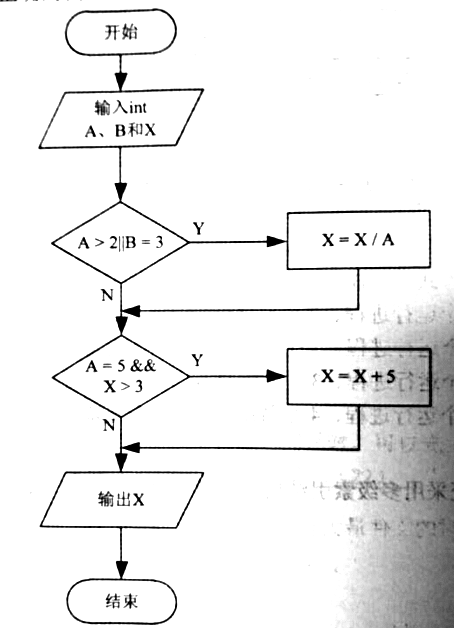 开始
输入int
A、B和X
A > 2||B = 3
Y
X = X / A
N
A = 5 &&
X > 3
Y
X = X + 5
N
输出X
结束